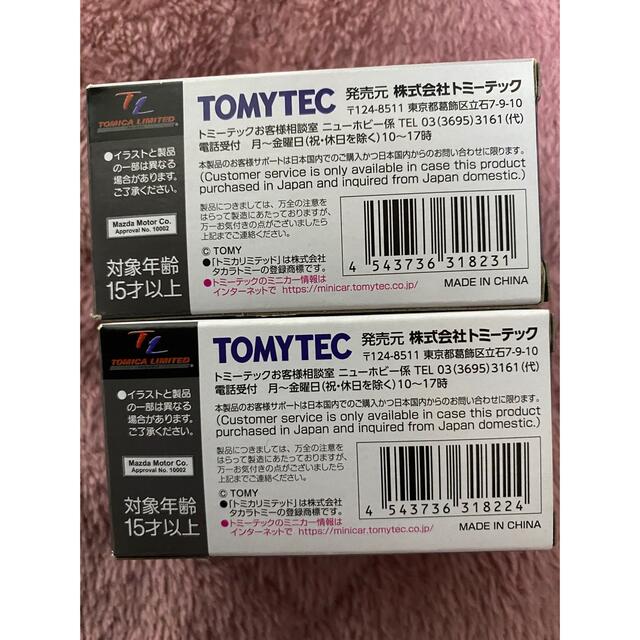 TL
TOMICA LIMITED
●イラストと製品
の一部は異なる
場合があります。
ご了承ください。
Mazda Motor Co.
Approval No. 10002
対象年齢
15才以上
TOMYTEC 発売元 株式会社トミーテック
〒124-8511 東京都葛飾区立石7-9-10
トミーテックお客様相談室 ニューホビー係 TEL 03(3695)3161(代)
電話受付 月～金曜日(祝・休日を除く)10～17時
本製品のお客様サポートは日本国内でのご購入かつ日本国内からのお問い合わせに限ります。
(Customer service is only available in case this product
purchased in Japan and inquired from Japan domestic.)
製品につきましては、万全の注意を
はらって製造にあたっておりますが、
万一お気付きの点がございましたら
上記までご連絡ください。
© TOMY
●「トミカリミテッド」は株式会社
タカラトミーの登録商標です。
●トミーテックのミニカー情報は
インターネットで https://minicar.tomytec.co.jp/
4 543736 318231
MADE IN CHINA
TL
TOMICA LIMITED
●イラストと製品
の一部は異なる
場合があります。
ご了承ください。
Mazda Motor Co.
Approval No. 10002
対象年齢
15才以上
TOMYTEC 発売元 株式会社トミーテック
〒124-8511 東京都葛飾区立石7-9-10
トミーテックお客様相談室 ニューホビー係 TEL 03(3695)3161(代)
電話受付 月～金曜日(祝・休日を除く)10～17時
本製品のお客様サポートは日本国内でのご購入かつ日本国内からのお問い合わせに限ります。
(Customer service is only available in case this product
purchased in Japan and inquired from Japan domestic.)
製品につきましては、万全の注意を
はらって製造にあたっておりますが、
万一お気付きの点がございましたら
上記までご連絡ください。
© TOMY
●「トミカリミテッド」は株式会社
タカラトミーの登録商標です。
●トミーテックのミニカー情報は
インターネットで https://minicar.tomytec.co.jp/
4 543736 318224
MADE IN CHINA